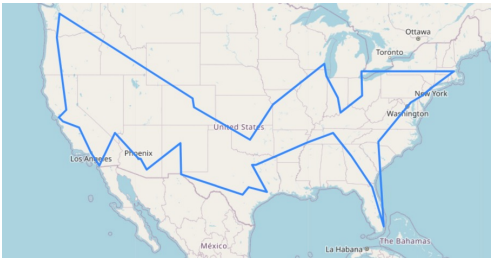 Ottawa
Toronto
New York
Washington
United States
Los Angeles
Phoenix
México
La Habana
The Bahamas